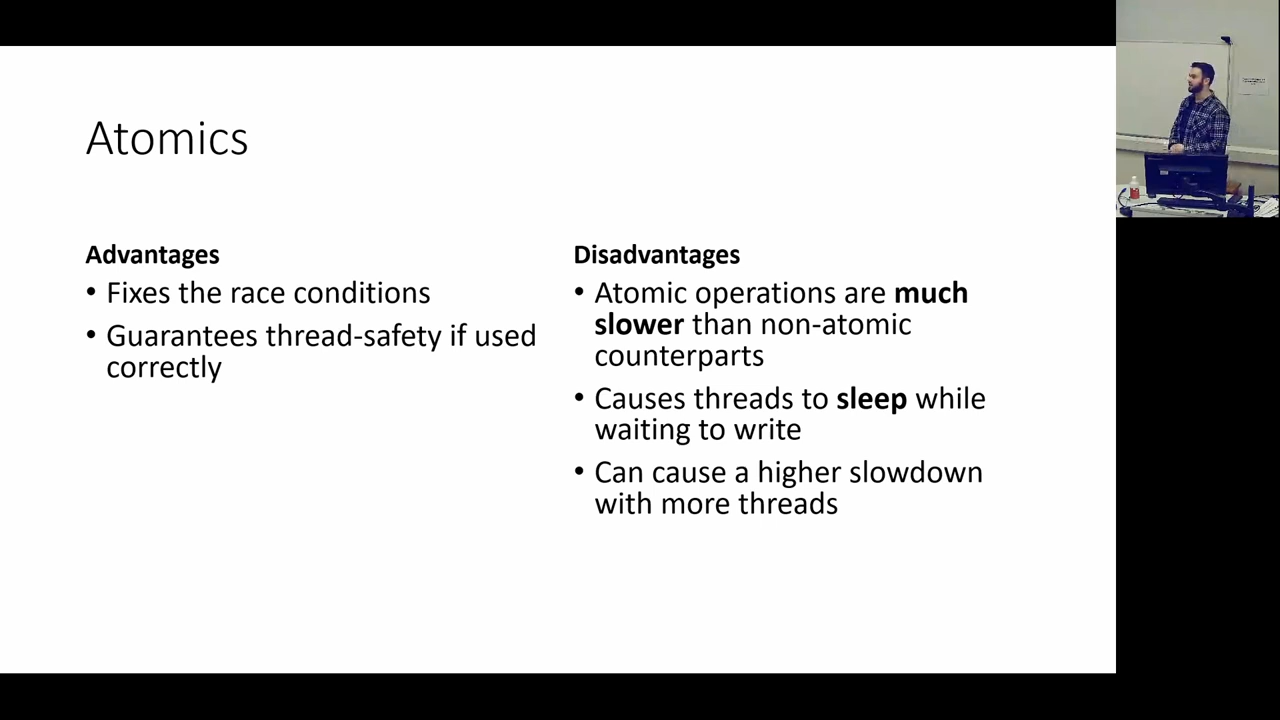 Atomics
Advantages
• Fixes the race conditions
• Guarantees thread-safety if used
correctly
Disadvantages
• Atomic operations are much
slower than non-atomic
counterparts
• Causes threads to sleep while
waiting to write
• Can cause a higher slowdown
with more threads